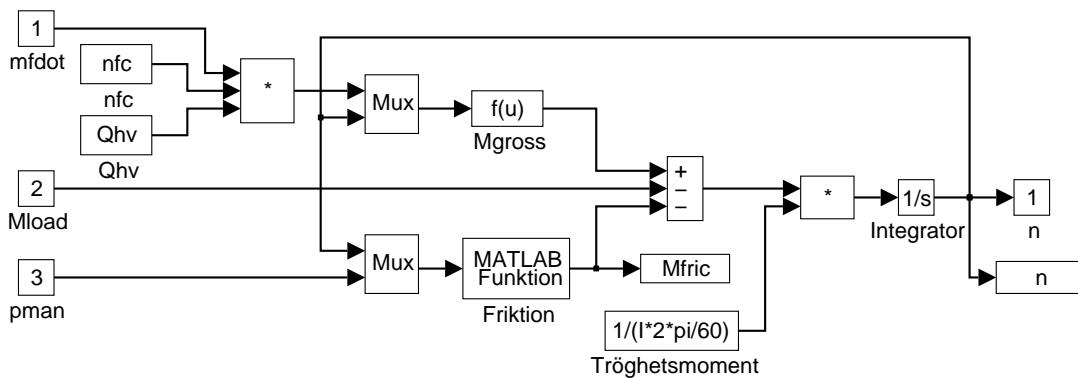 1
mfdot
nfc
nfc
Qhv
Qhv
*
Mux
f(u)
Mgross
2
Mload
+
−
−
*
1/s
Integrator
1
n
n
3
pman
Mux
MATLAB
Funktion
Friktion
Mfric
1/(I*2*pi/60)
Tröghetsmoment